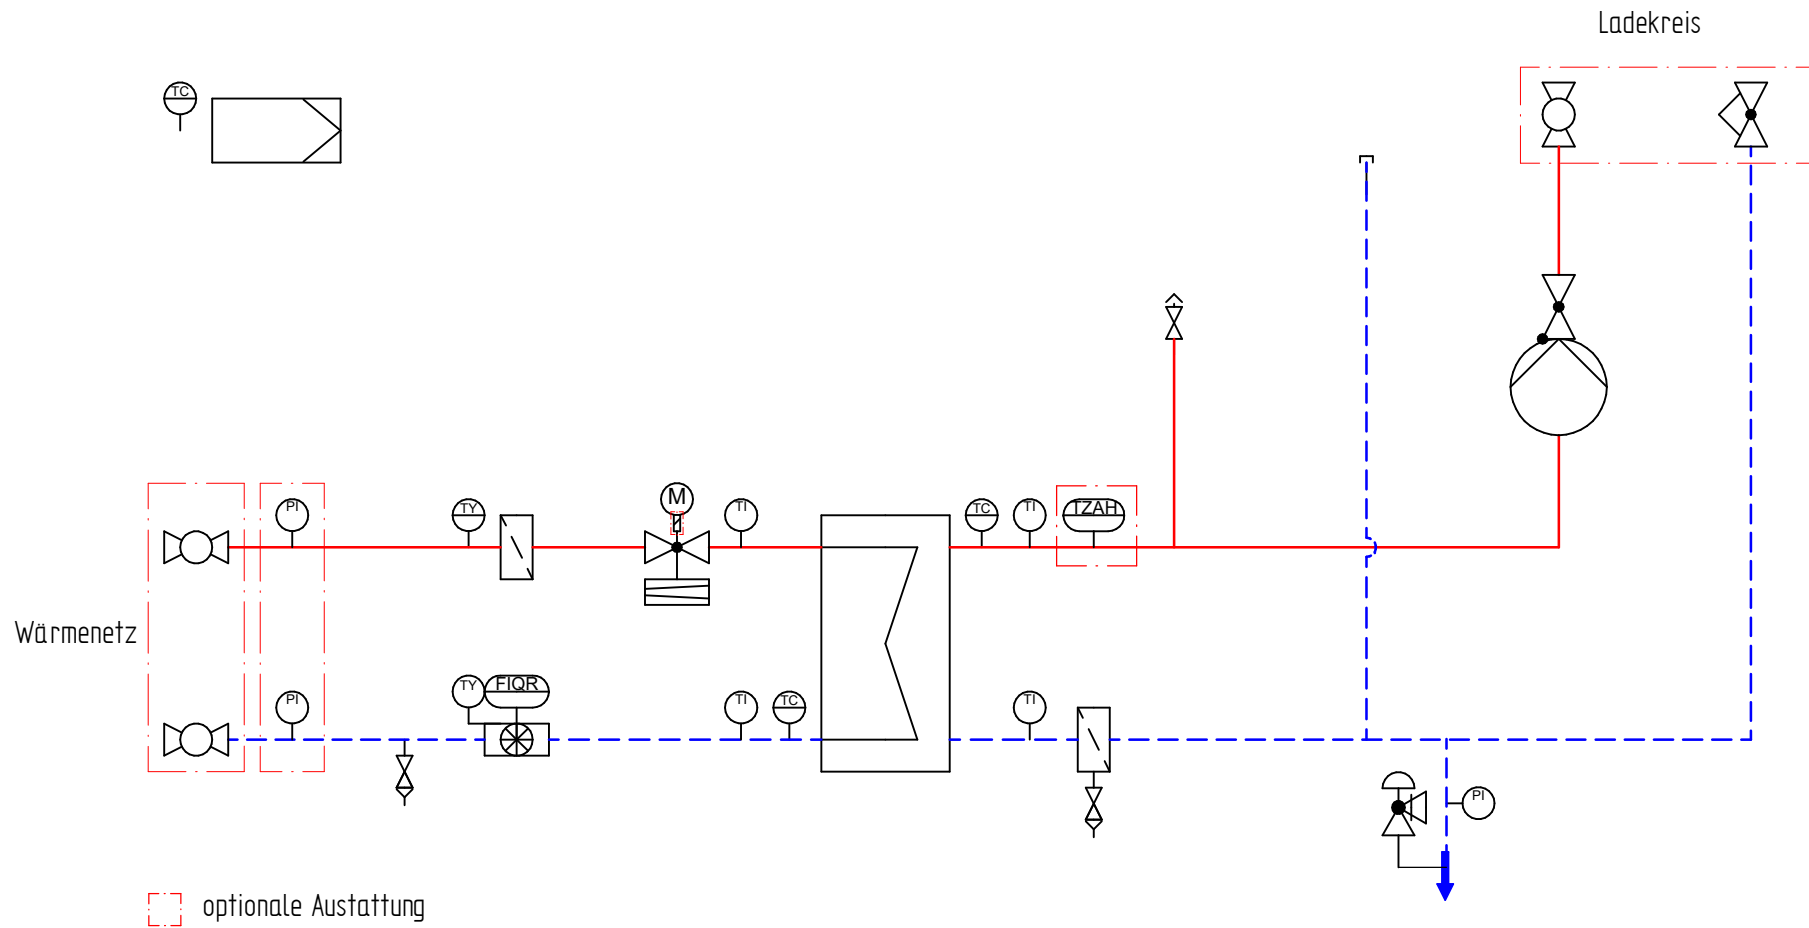 Ladekreis
TC
PI
TY
M
TI
TC
TI
TZAH
Wärmenetz
PI
TY
FIQR
TI
TC
TI
PI
optionale Austattung